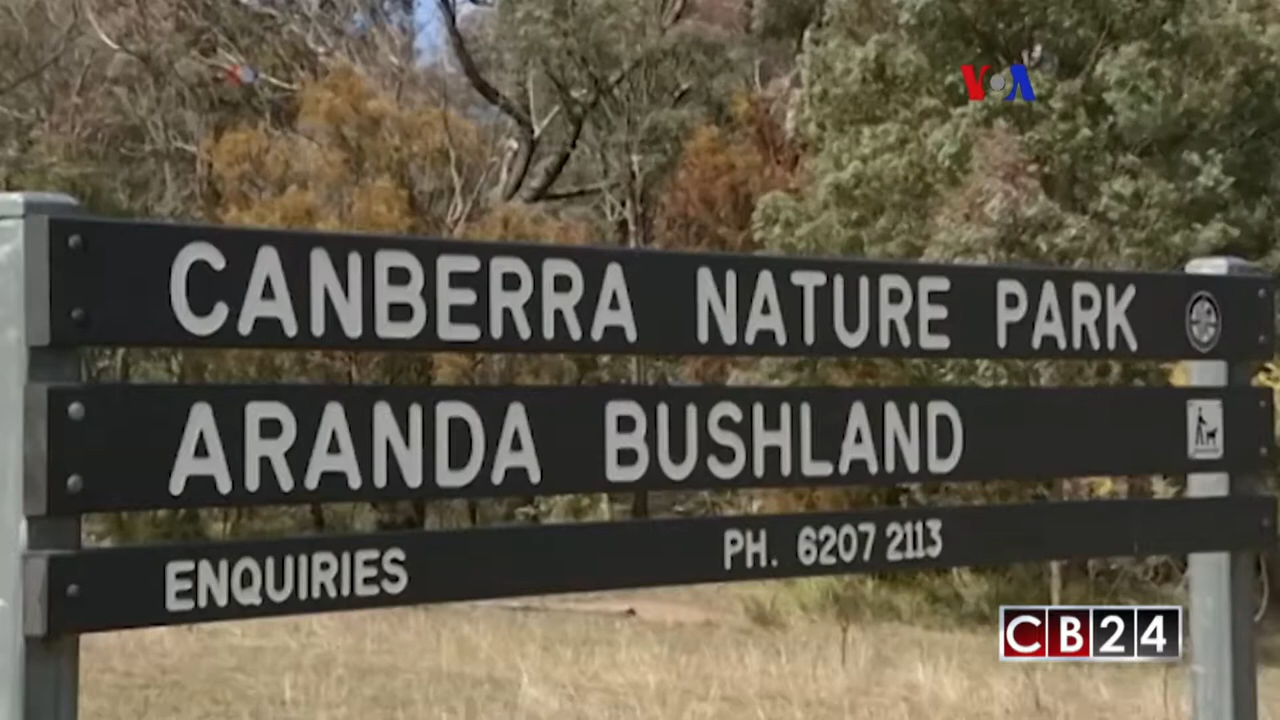 VOA
CANBERRA NATURE PARK
ARANDA BUSHLAND
ENQUIRIES PH. 6207 2113
CB24